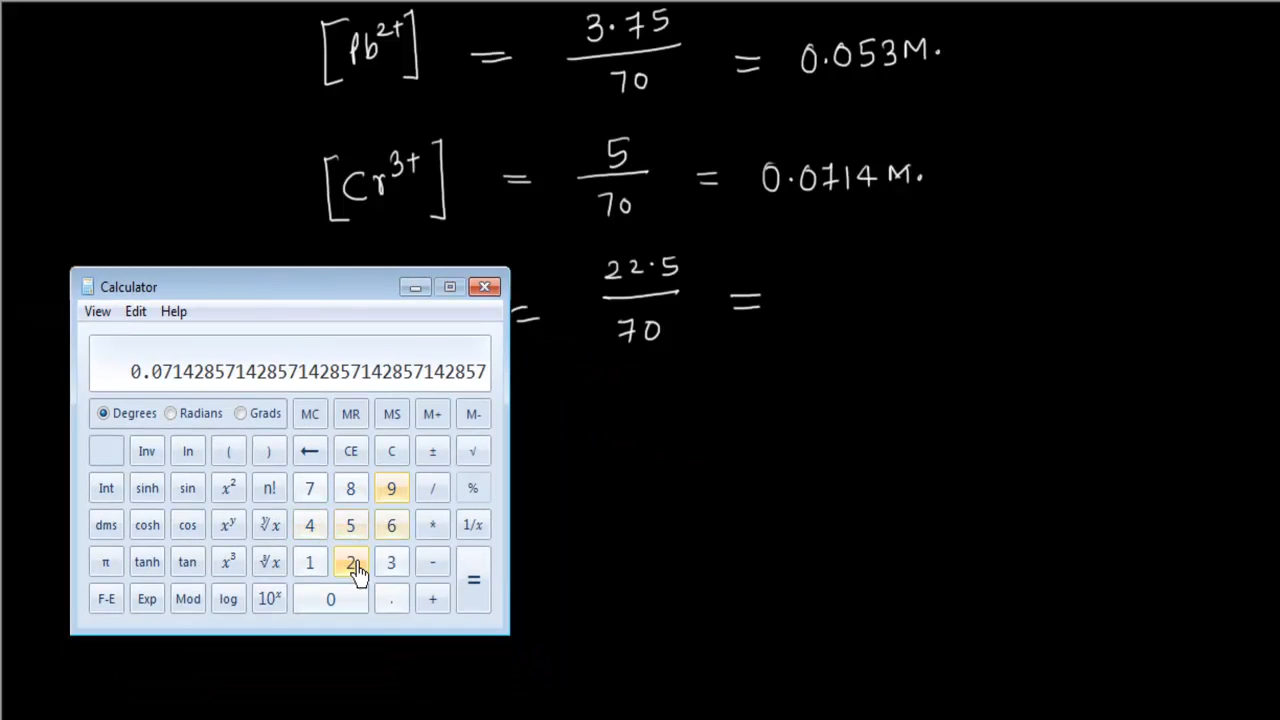 [Pb²⁺] = 3.75/70 = 0.053M.
[Cr³⁺] = 5/70 = 0.0714 M.
= 22.5/70 =
Calculator
View Edit Help
0.07142857142857142857142857142857
Degrees Radians Grads MC MR MS M+ M-
Inv ln ( ) ← CE C ± √
Int sinh sin x² n! 7 8 9 / %
dms cosh cos xʸ ʸ√x 4 5 6 * 1/x
π tanh tan x³ ³√x 1 2 3 - =
F-E Exp Mod log 10ˣ 0 . +